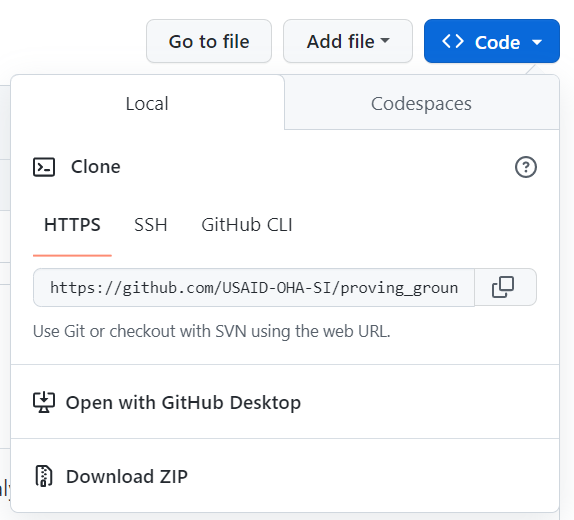 Go to file Add file Code
Local Codespaces
Clone
HTTPS SSH GitHub CLI
https://github.com/USAID-OHA-SI/proving_groun
Use Git or checkout with SVN using the web URL.
Open with GitHub Desktop
Download ZIP